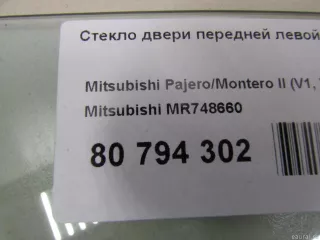 Стекло двери передней левой
Mitsubishi Pajero/Montero II (V1,
Mitsubishi MR748660
80 794 302